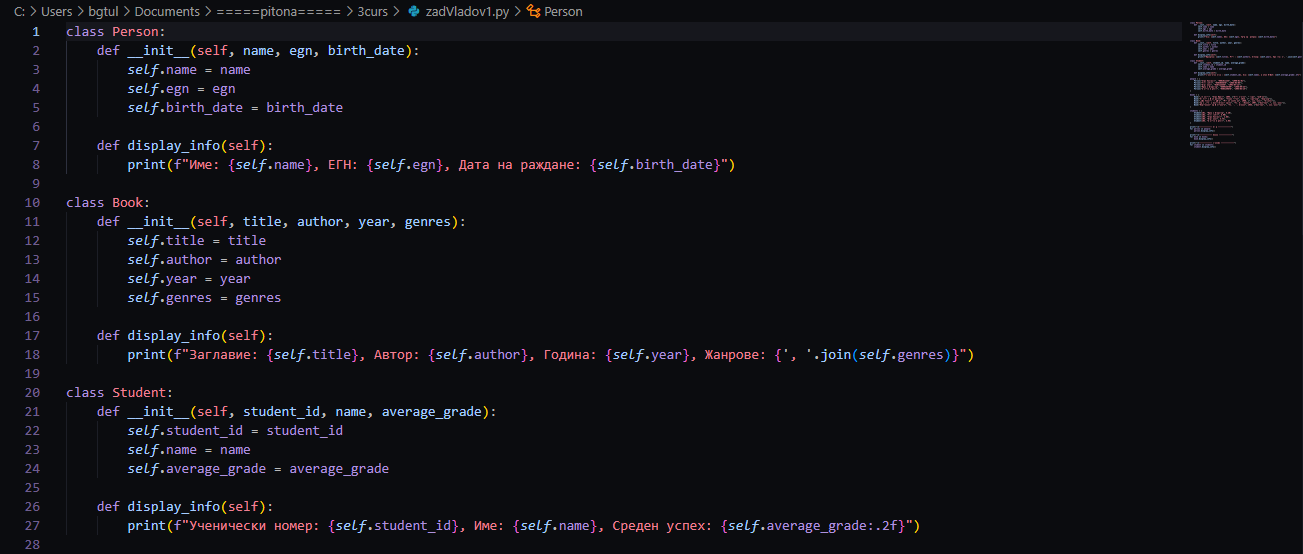 C: > Users > bgtul > Documents > =====pitona===== > 3curs > zadVladov1.py > Person
1 class Person:
2     def __init__(self, name, egn, birth_date):
3         self.name = name
4         self.egn = egn
5         self.birth_date = birth_date
6
7     def display_info(self):
8         print(f"Име: {self.name}, ЕГН: {self.egn}, Дата на раждане: {self.birth_date}")
9
10 class Book:
11     def __init__(self, title, author, year, genres):
12         self.title = title
13         self.author = author
14         self.year = year
15         self.genres = genres
16
17     def display_info(self):
18         print(f"Заглавие: {self.title}, Автор: {self.author}, Година: {self.year}, Жанрове: {', '.join(self.genres)}")
19
20 class Student:
21     def __init__(self, student_id, name, average_grade):
22         self.student_id = student_id
23         self.name = name
24         self.average_grade = average_grade
25
26     def display_info(self):
27         print(f"Ученически номер: {self.student_id}, Име: {self.name}, Среден успех: {self.average_grade:.2f}")
28